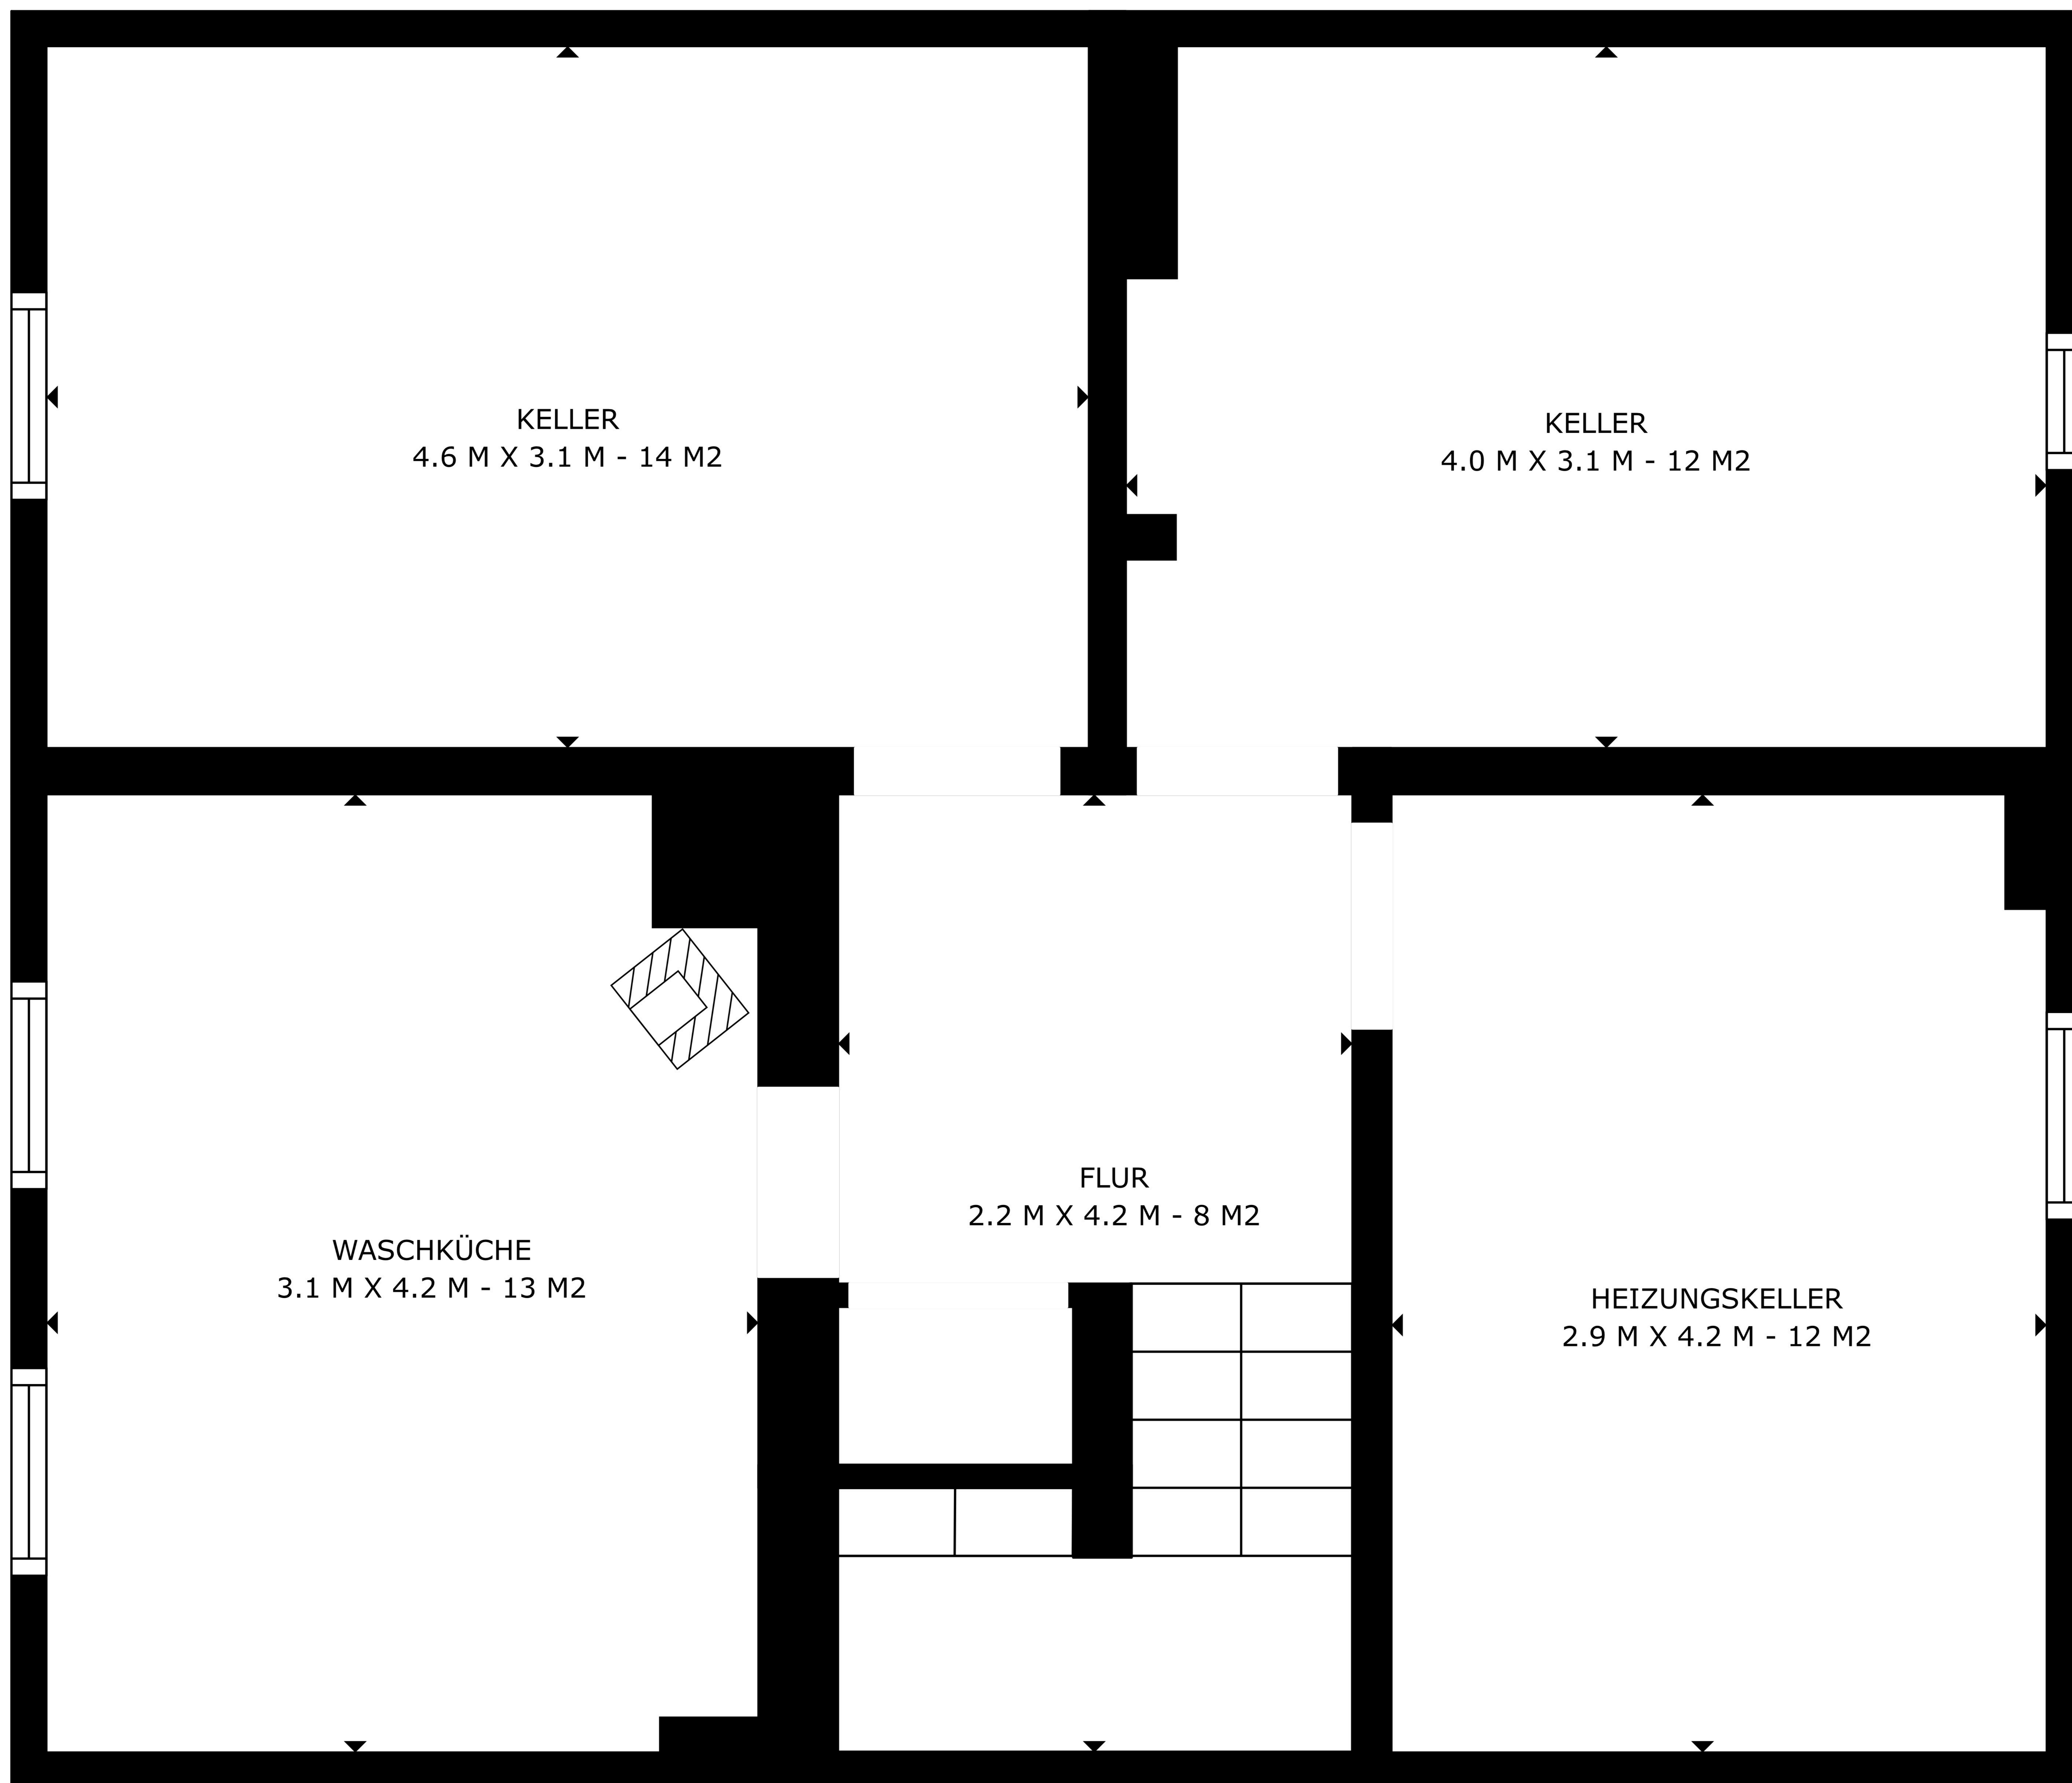 KELLER
4.6 M X 3.1 M - 14 M2
KELLER
4.0 M X 3.1 M - 12 M2
FLUR
2.2 M X 4.2 M - 8 M2
WASCHKÜCHE
3.1 M X 4.2 M - 13 M2
HEIZUNGSKELLER
2.9 M X 4.2 M - 12 M2